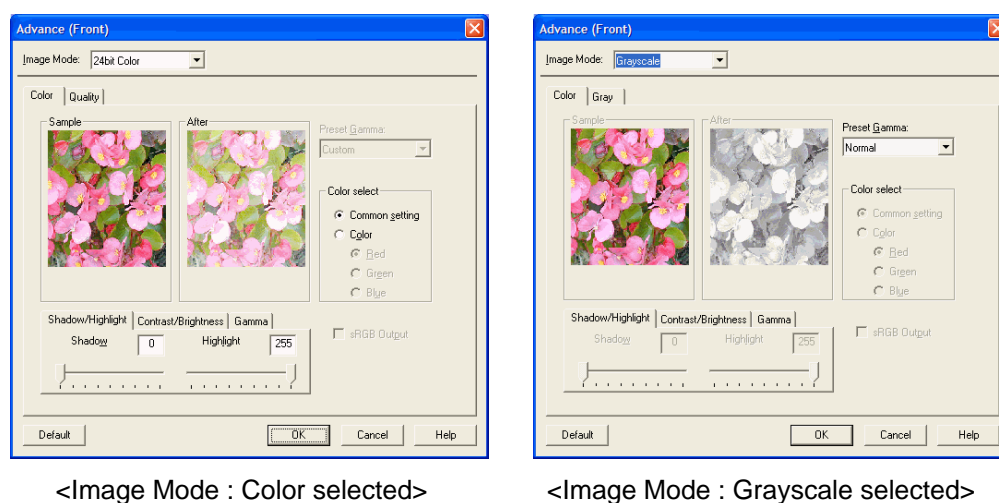 Advance (Front)
Image Mode: 24bit Color
Color Quality
Sample After
Preset Gamma:
Custom
Color select
Common setting
Color
Red
Green
Blue
Shadow/Highlight Contrast/Brightness Gamma
Shadow 0 Highlight 255
sRGB Output
Default OK Cancel Help
<Image Mode : Color selected>
Advance (Front)
Image Mode: Grayscale
Color Gray
Sample After
Preset Gamma:
Normal
Color select
Common setting
Color
Red
Green
Blue
Shadow/Highlight Contrast/Brightness Gamma
Shadow 0 Highlight 255
sRGB Output
Default OK Cancel Help
<Image Mode : Grayscale selected>